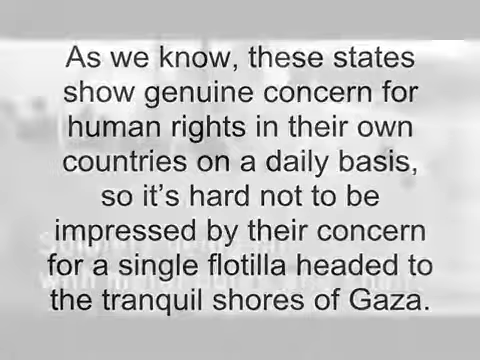 As we know, these states
show genuine concern for
human rights in their own
countries on a daily basis,
so it's hard not to be
impressed by their concern
for a single flotilla headed to
the tranquil shores of Gaza.